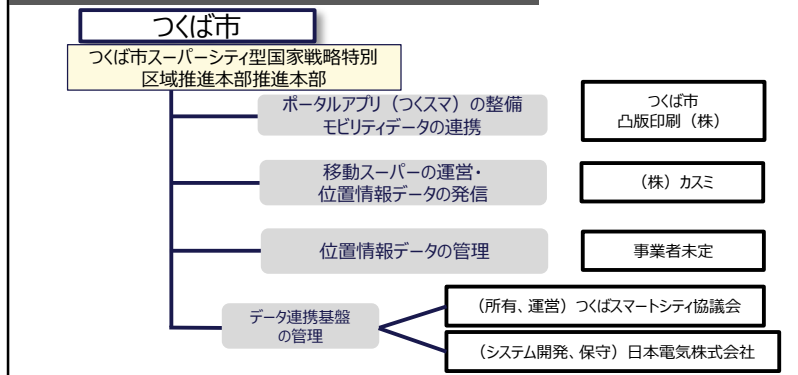 つくば市
つくば市スーパーシティ型国家戦略特別
区域推進本部推進本部
ポータルアプリ（つくスマ）の整備
モビリティデータの連携
つくば市
凸版印刷（株）
移動スーパーの運営・
位置情報データの発信
（株）カスミ
位置情報データの管理
事業者未定
データ連携基盤
の管理
（所有、運営）つくばスマートシティ協議会
（システム開発、保守）日本電気株式会社